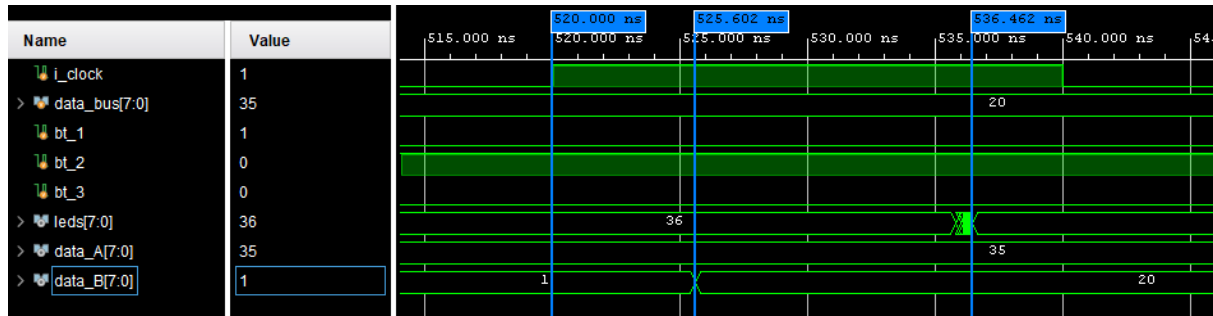 520.000 ns 525.602 ns 536.462 ns
Name Value 515.000 ns 520.000 ns 525.000 ns 530.000 ns 535.000 ns 540.000 ns 54
i_clock 1
data_bus[7:0] 35 20
bt_1 1
bt_2 0
bt_3 0
leds[7:0] 36 36
data_A[7:0] 35 35
data_B[7:0] 1 1 20